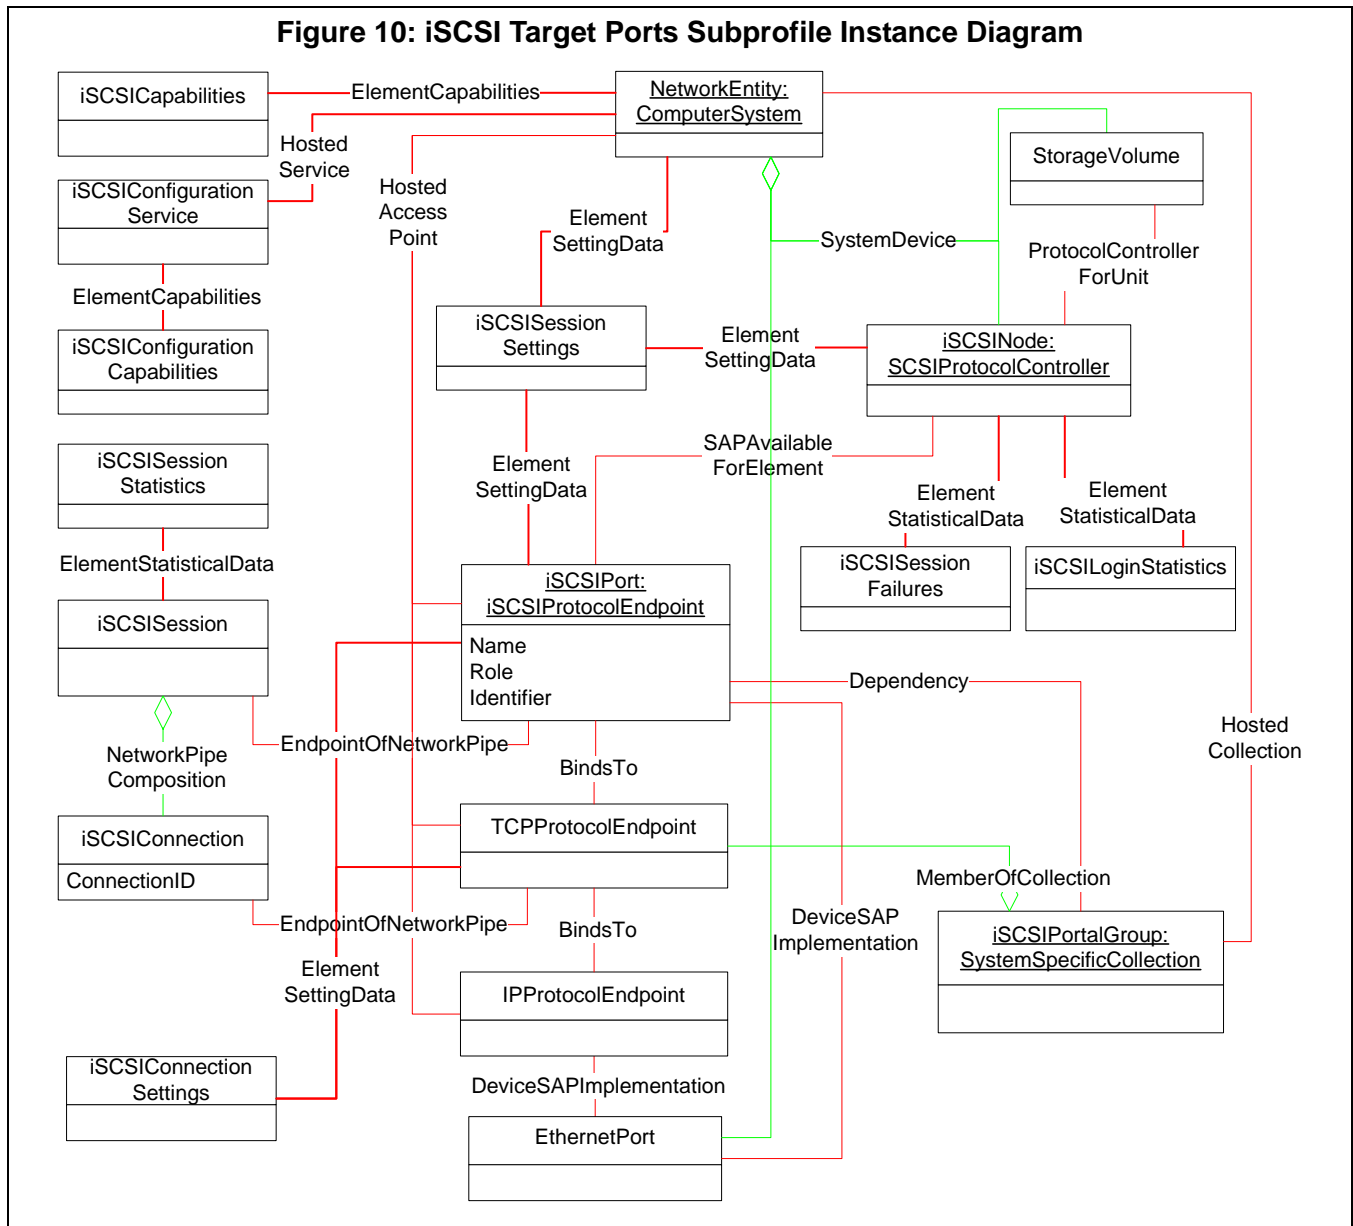 Figure 10: iSCSI Target Ports Subprofile Instance Diagram
iSCSICapabilities
ElementCapabilities
NetworkEntity:
ComputerSystem
Hosted
Service
StorageVolume
iSCSIConfiguration
Service
Hosted
Access
Point
Element
SettingData
SystemDevice
ProtocolController
ForUnit
ElementCapabilities
iSCSIConfiguration
Capabilities
iSCSISession
Settings
Element
SettingData
iSCSINode:
SCSIProtocolController
iSCSISession
Statistics
Element
SettingData
SAPAvailable
ForElement
Element
StatisticalData
Element
StatisticalData
ElementStatisticalData
iSCSISession
Failures
iSCSILoginStatistics
iSCSISession
iSCSIPort:
iSCSIProtocolEndpoint
Name
Role
Identifier
Dependency
Hosted
Collection
EndpointOfNetworkPipe
NetworkPipe
Composition
BindsTo
iSCSIConnection
ConnectionID
TCPProtocolEndpoint
MemberOfCollection
EndpointOfNetworkPipe
BindsTo
DeviceSAP
Implementation
iSCSIPortalGroup:
SystemSpecificCollection
Element
SettingData
IPProtocolEndpoint
iSCSIConnection
Settings
DeviceSAPImplementation
EthernetPort